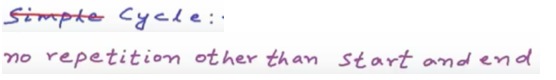 Simple Cycle:-
no repetition other than start and end